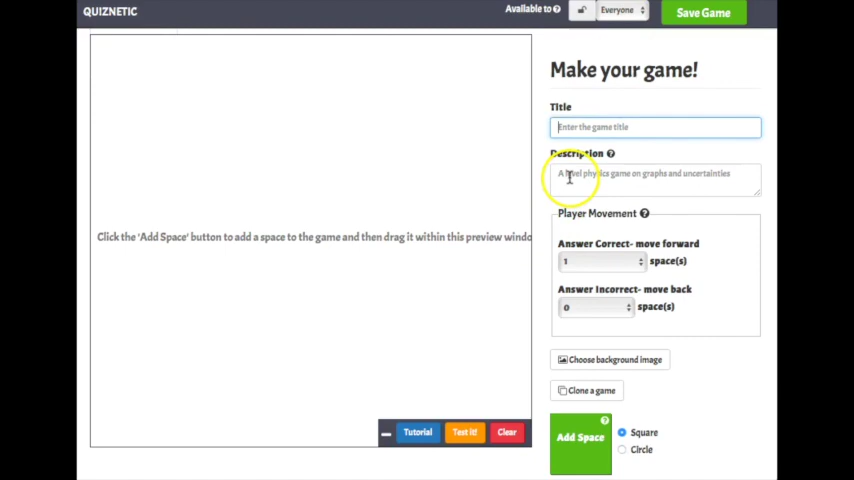 QUIZNETIC
Available to
Everyone
Save Game
Make your game!
Title
Enter the game title
Description
A level physics game on graphs and uncertainties
Click the 'Add Space' button to add a space to the game and then drag it within this preview windo
Player Movement
Answer Correct- move forward
1 space(s)
Answer Incorrect- move back
0 space(s)
Choose background image
Clone a game
Tutorial Test it! Clear
Add Space
Square
Circle